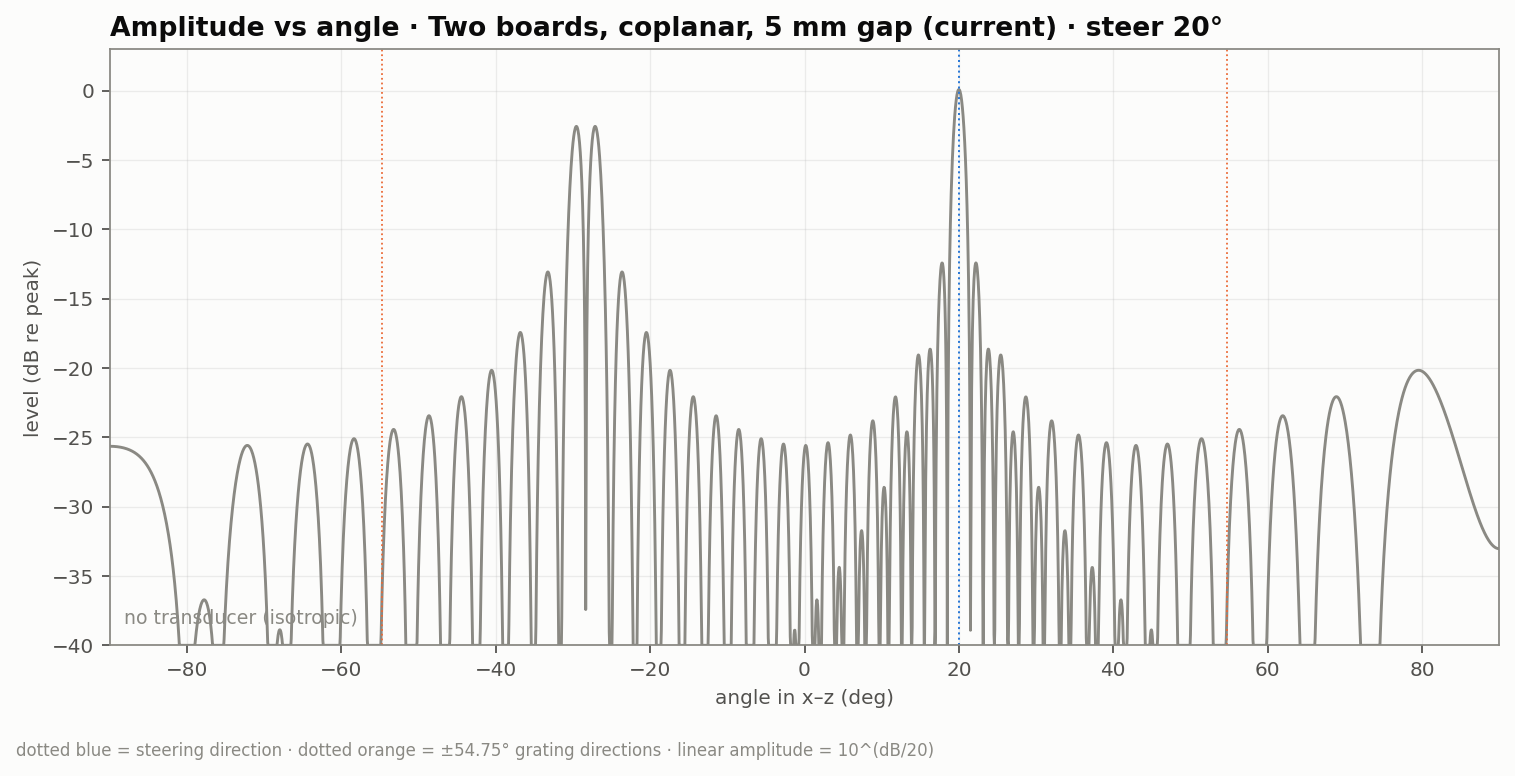 Amplitude vs angle · Two boards, coplanar, 5 mm gap (current) · steer 20°
0
−5
−10
−15
−20
−25
−30
−35
−40
level (dB re peak)
no transducer (isotropic)
−80 −60 −40 −20 0 20 40 60 80
angle in x–z (deg)
dotted blue = steering direction · dotted orange = ±54.75° grating directions · linear amplitude = 10^(dB/20)